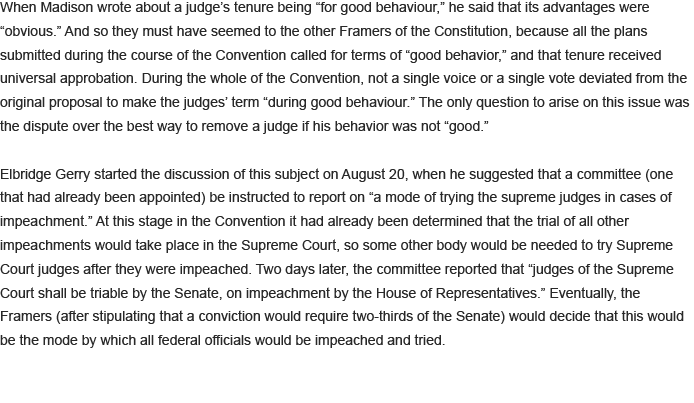 When Madison wrote about a judge’s tenure being “for good behaviour,” he said that its advantages were
“obvious.” And so they must have seemed to the other Framers of the Constitution, because all the plans
submitted during the course of the Convention called for terms of “good behavior,” and that tenure received
universal approbation. During the whole of the Convention, not a single voice or a single vote deviated from the
original proposal to make the judges’ term “during good behaviour.” The only question to arise on this issue was
the dispute over the best way to remove a judge if his behavior was not “good.”
Elbridge Gerry started the discussion of this subject on August 20, when he suggested that a committee (one
that had already been appointed) be instructed to report on “a mode of trying the supreme judges in cases of
impeachment.” At this stage in the Convention it had already been determined that the trial of all other
impeachments would take place in the Supreme Court, so some other body would be needed to try Supreme
Court judges after they were impeached. Two days later, the committee reported that “judges of the Supreme
Court shall be triable by the Senate, on impeachment by the House of Representatives.” Eventually, the
Framers (after stipulating that a conviction would require two-thirds of the Senate) would decide that this would
be the mode by which all federal officials would be impeached and tried.